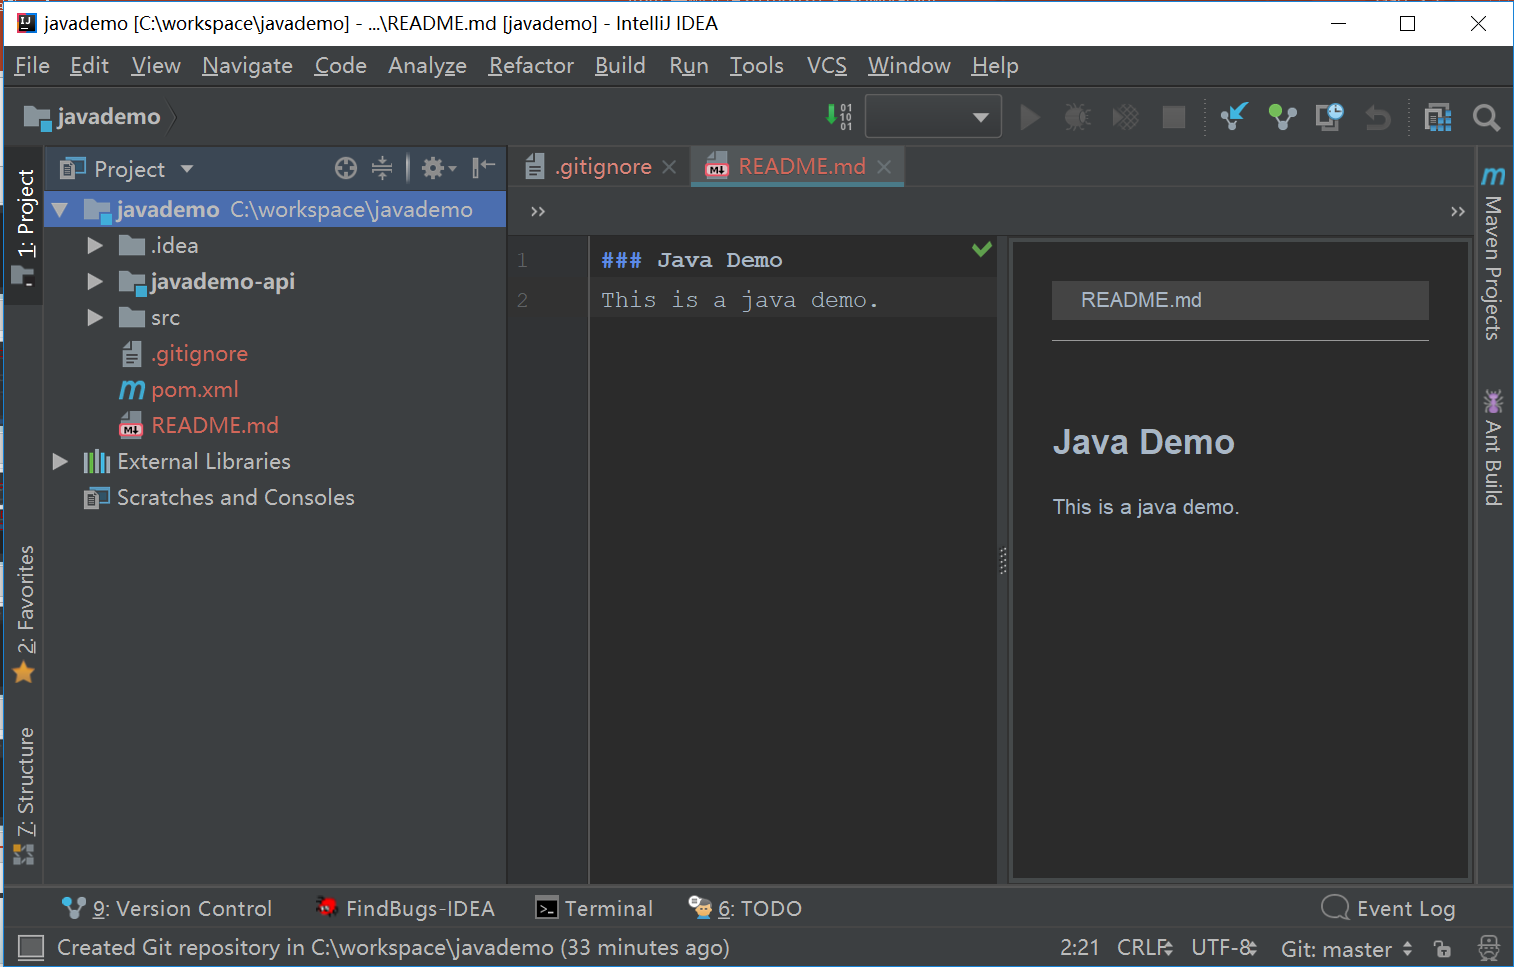 javademo [C:\workspace\javademo] - ...\README.md [javademo] - IntelliJ IDEA
File Edit View Navigate Code Analyze Refactor Build Run Tools VCS Window Help
javademo
Project
.gitignore
README.md
1: Project
2: Favorites
7: Structure
javademo C:\workspace\javademo
.idea
javademo-api
src
.gitignore
pom.xml
README.md
External Libraries
Scratches and Consoles
1 ### Java Demo
2 This is a java demo.
README.md
Java Demo
This is a java demo.
Maven Projects
Ant Build
9: Version Control FindBugs-IDEA Terminal 6: TODO Event Log
Created Git repository in C:\workspace\javademo (33 minutes ago) 2:21 CRLF UTF-8 Git: master